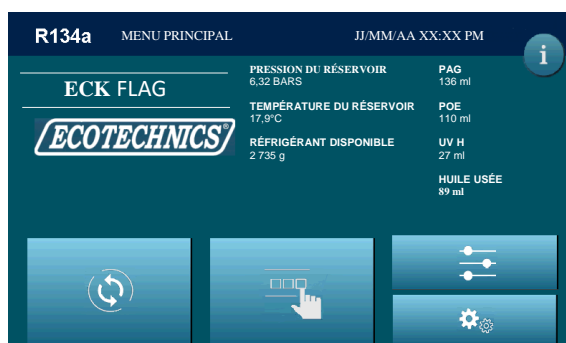 R134a MENU PRINCIPAL JJ/MM/AA XX:XX PM
i
ECK FLAG
ECOTECHNICS®
PRESSION DU RÉSERVOIR
6,32 BARS
TEMPÉRATURE DU RÉSERVOIR
17,9°C
RÉFRIGÉRANT DISPONIBLE
2 735 g
PAG
136 ml
POE
110 ml
UV H
27 ml
HUILE USÉE
89 ml